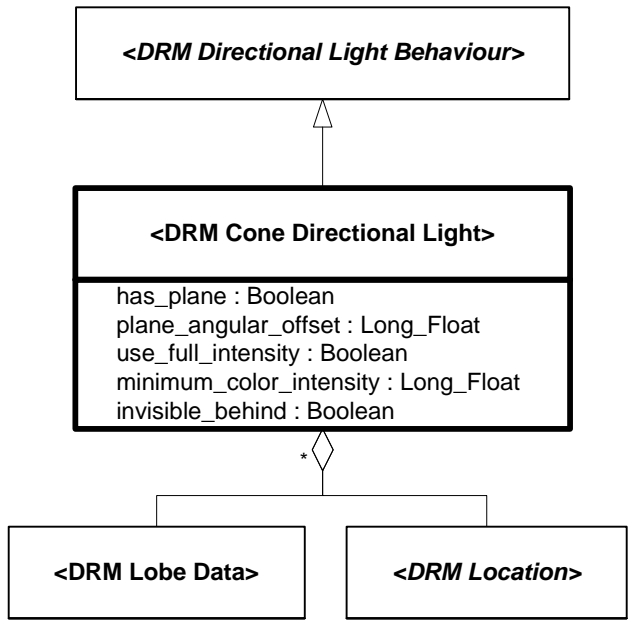 <DRM Directional Light Behaviour>
<DRM Cone Directional Light>
has_plane : Boolean
plane_angular_offset : Long_Float
use_full_intensity : Boolean
minimum_color_intensity : Long_Float
invisible_behind : Boolean
*
<DRM Lobe Data>
<DRM Location>